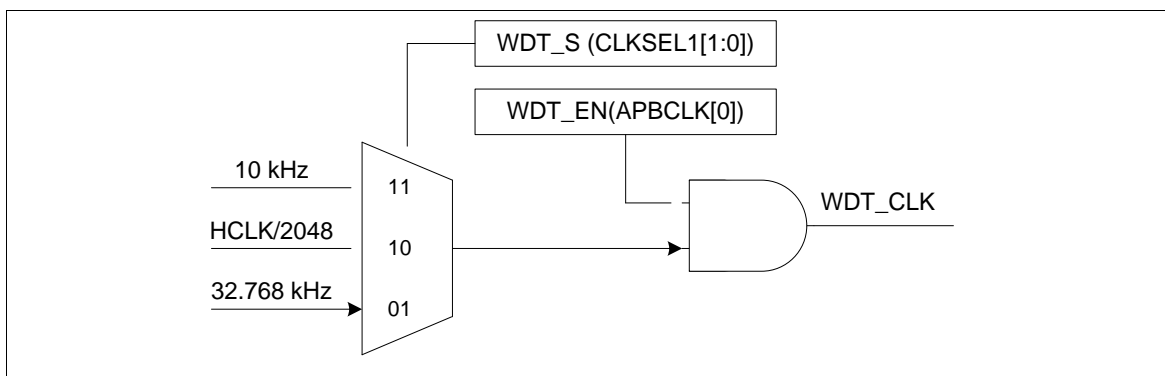 WDT_S (CLKSEL1[1:0])
WDT_EN(APBCLK[0])
10 kHz
11
WDT_CLK
HCLK/2048
10
32.768 kHz
01